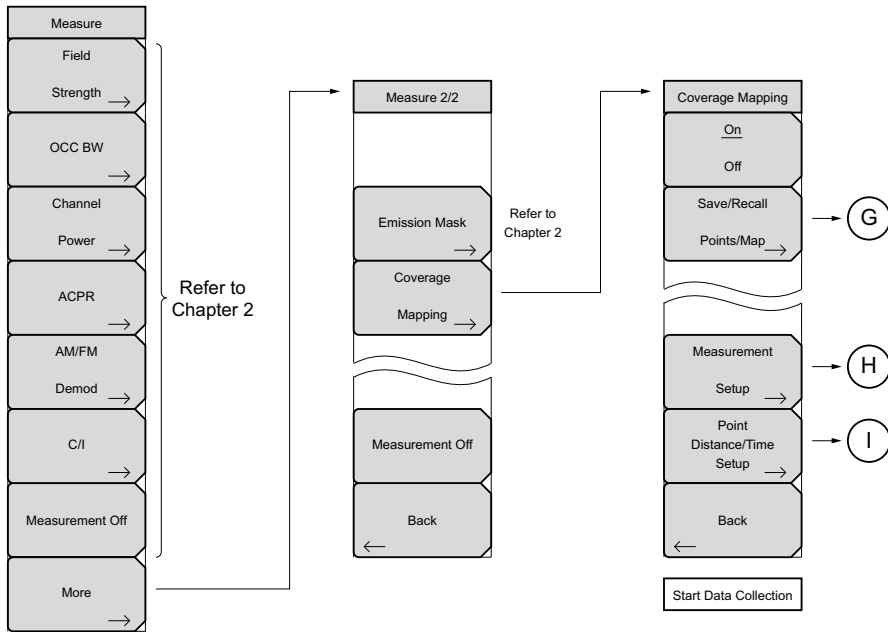 Measure
Field
Strength
OCC BW
Channel
Power
ACPR
AM/FM
Demod
C/I
Measurement Off
More
Refer to
Chapter 2
Measure 2/2
Emission Mask
Coverage
Mapping
Measurement Off
Back
Refer to
Chapter 2
Coverage Mapping
On
Off
Save/Recall
Points/Map
Measurement
Setup
Point
Distance/Time
Setup
Back
Start Data Collection
G
H
I